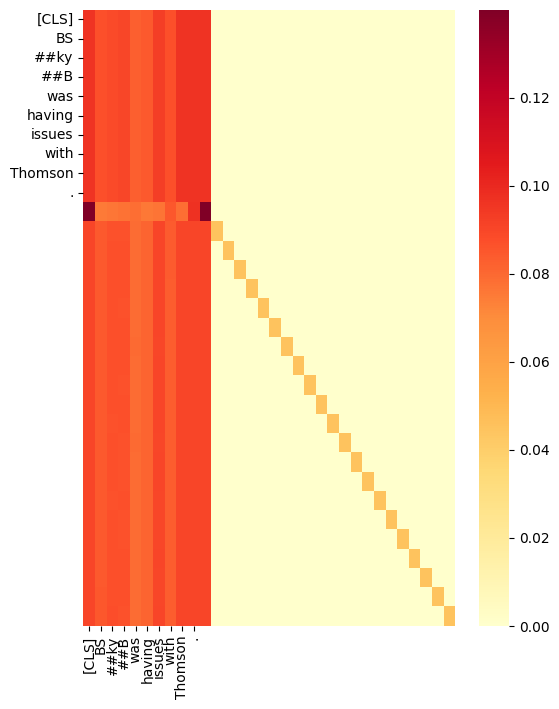 [CLS]
BS
##ky
##B
was
having
issues
with
Thomson
.
0.12
0.10
0.08
0.06
0.04
0.02
0.00
[CLS]
BS
##ky
##B
was
having
issues
with
Thomson
.